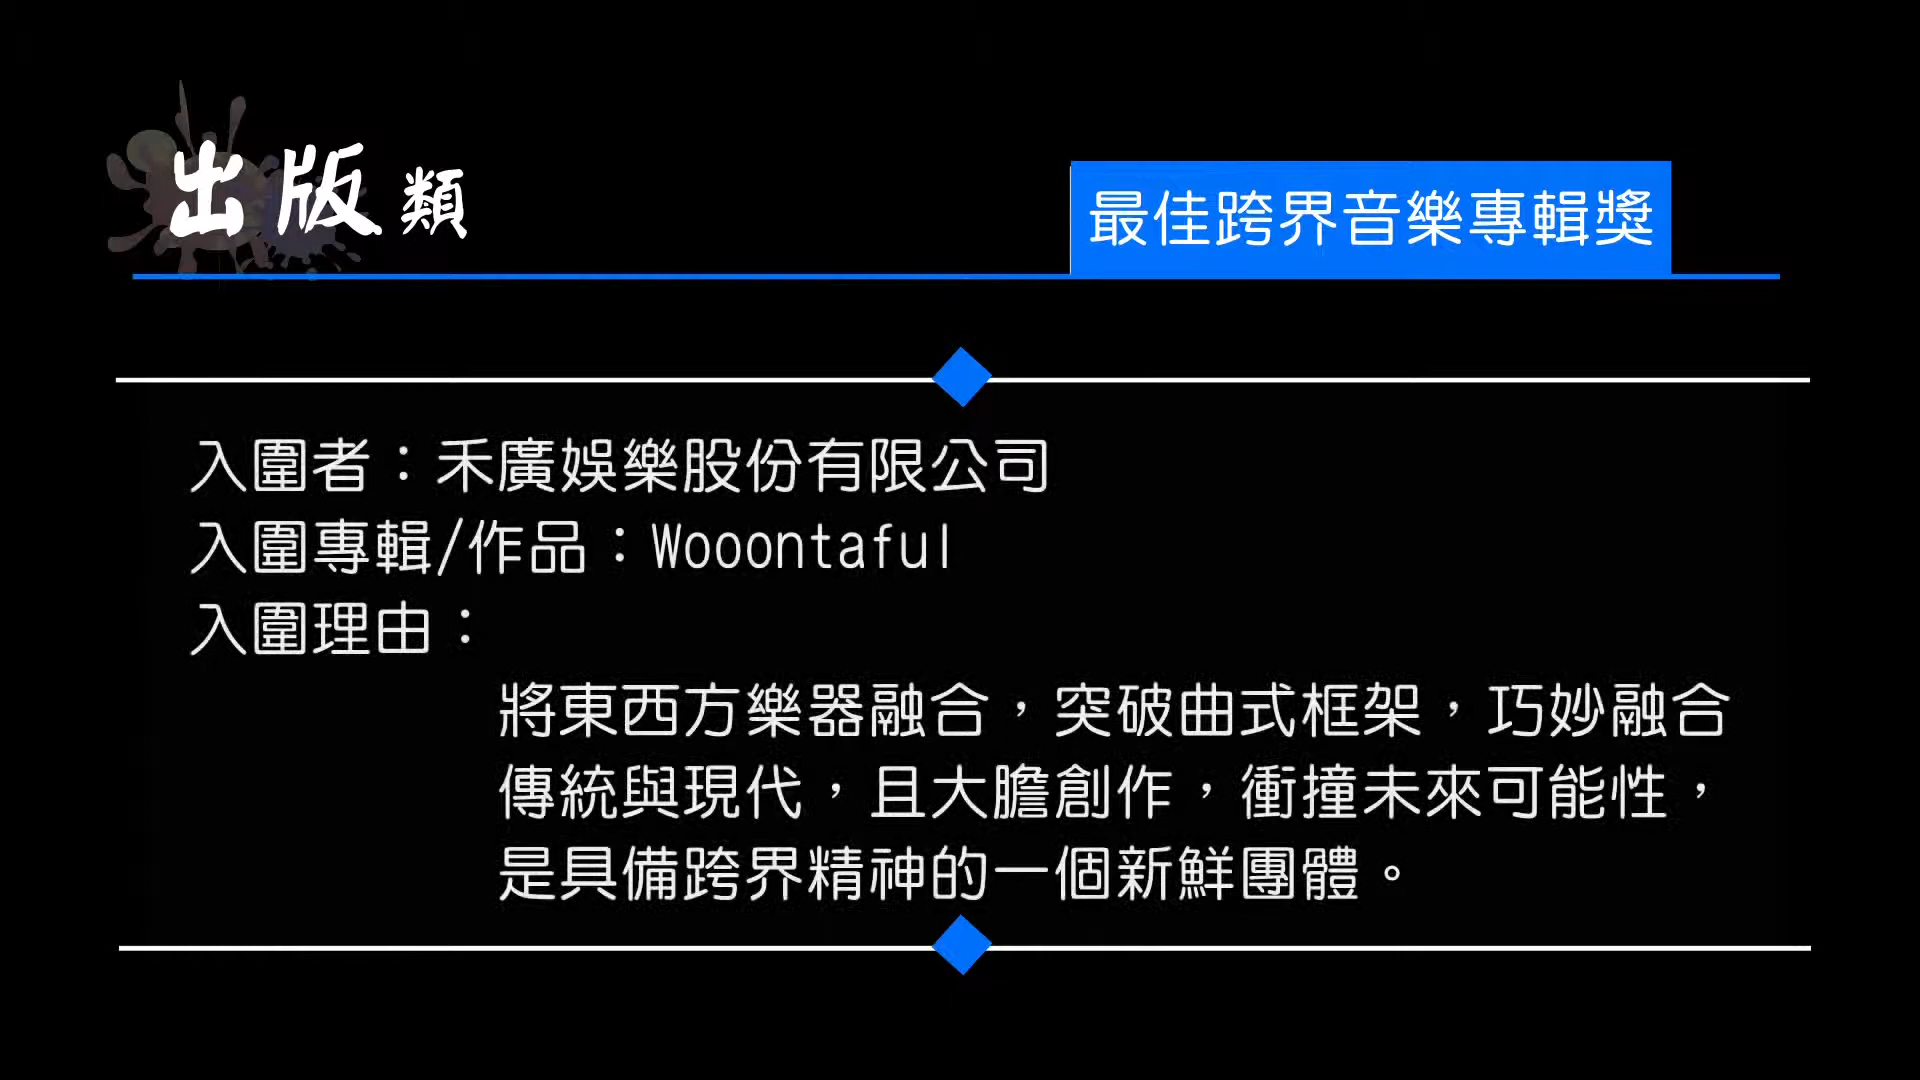 出版類
最佳跨界音樂專輯獎
入圍者：禾廣娛樂股份有限公司
入圍專輯/作品：Wooontaful
入圍理由：
將東西方樂器融合，突破曲式框架，巧妙融合
傳統與現代，且大膽創作，衝撞未來可能性，
是具備跨界精神的一個新鮮團體。